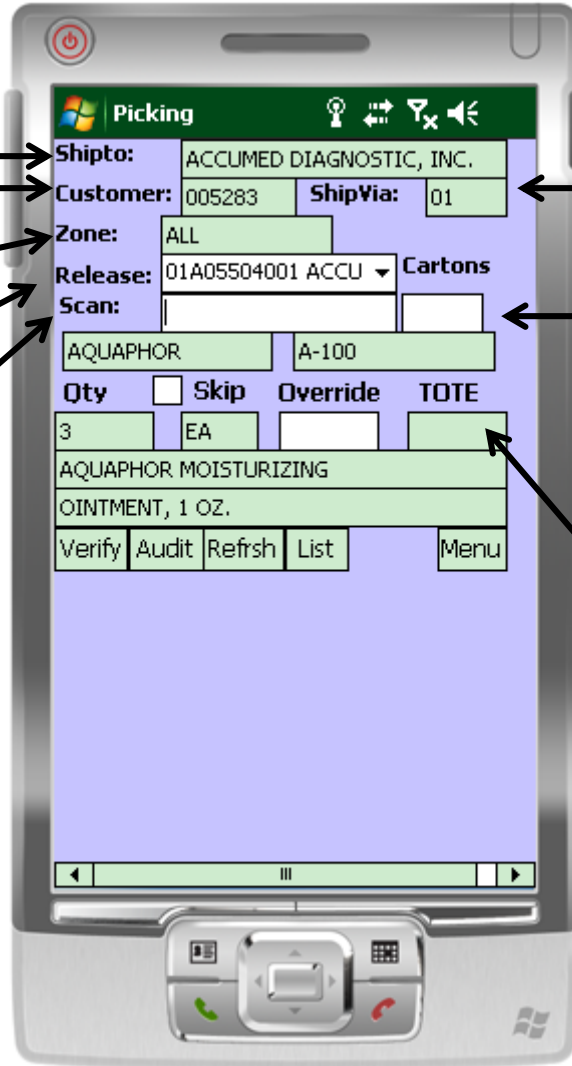 Picking
Shipto: ACCUMED DIAGNOSTIC, INC.
Customer: 005283 ShipVia: 01
Zone: ALL
Release: 01A05504001 ACCU Cartons
Scan:
AQUAPHOR A-100
Qty Skip Override TOTE
3 EA
AQUAPHOR MOISTURIZING
OINTMENT, 1 OZ.
Verify Audit Refrsh List Menu